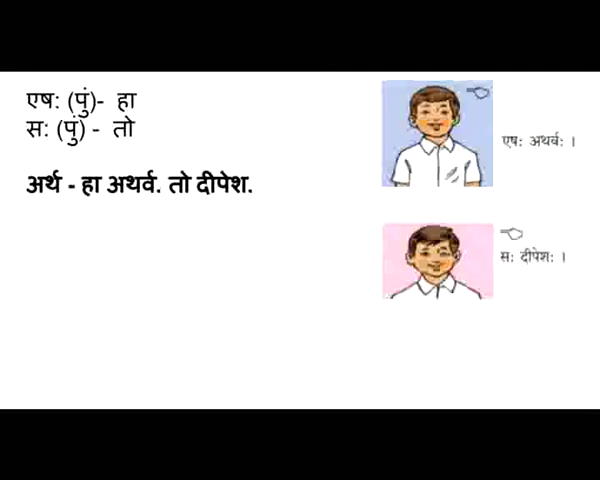 एष: (पुं)- हा
स: (पुं) - तो
अर्थ - हा अथर्व. तो दीपेश.
एष: अथर्व: ।
स: दीपेश: ।